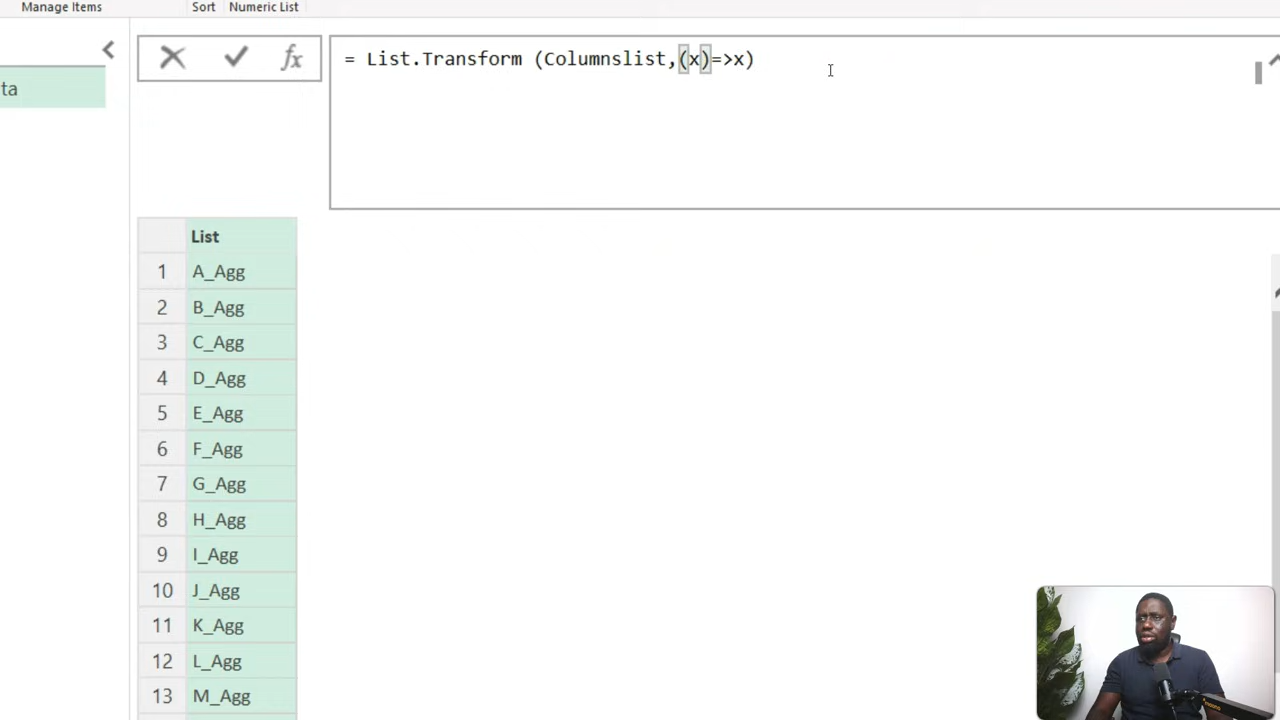 Manage Items
Sort
Numeric List
ta
fx
= List.Transform (Columnslist,(x)=>x)
List
1 A_Agg
2 B_Agg
3 C_Agg
4 D_Agg
5 E_Agg
6 F_Agg
7 G_Agg
8 H_Agg
9 I_Agg
10 J_Agg
11 K_Agg
12 L_Agg
13 M_Agg